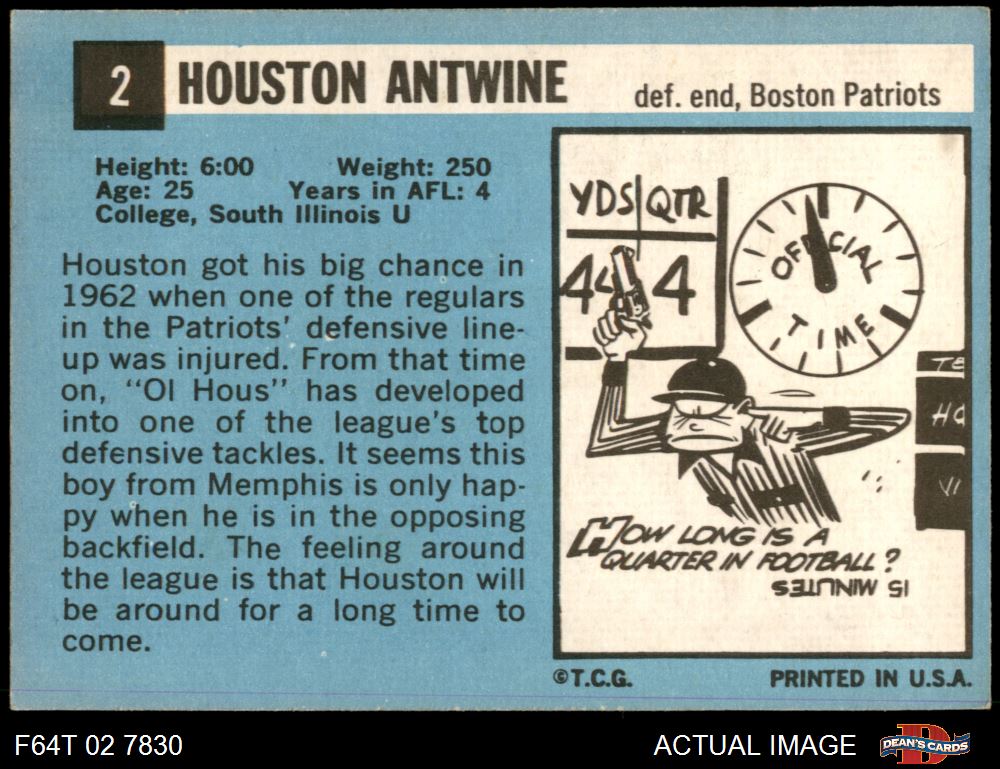 2
HOUSTON ANTWINE
def. end, Boston Patriots
Height: 6:00 Weight: 250
Age: 25 Years in AFL: 4
College, South Illinois U
Houston got his big chance in
1962 when one of the regulars
in the Patriots' defensive line-
up was injured. From that time
on, "Ol Hous" has developed
into one of the league's top
defensive tackles. It seems this
boy from Memphis is only hap-
py when he is in the opposing
backfield. The feeling around
the league is that Houston will
be around for a long time to
come.
YDS QTR
44 4
OFFICIAL
TIME
TE
HO
VI
HOW LONG IS A
QUARTER IN FOOTBALL?
15 MINUTES
©T.C.G. PRINTED IN U.S.A.
F64T 02 7830
ACTUAL IMAGE
D
DEAN'S CARDS